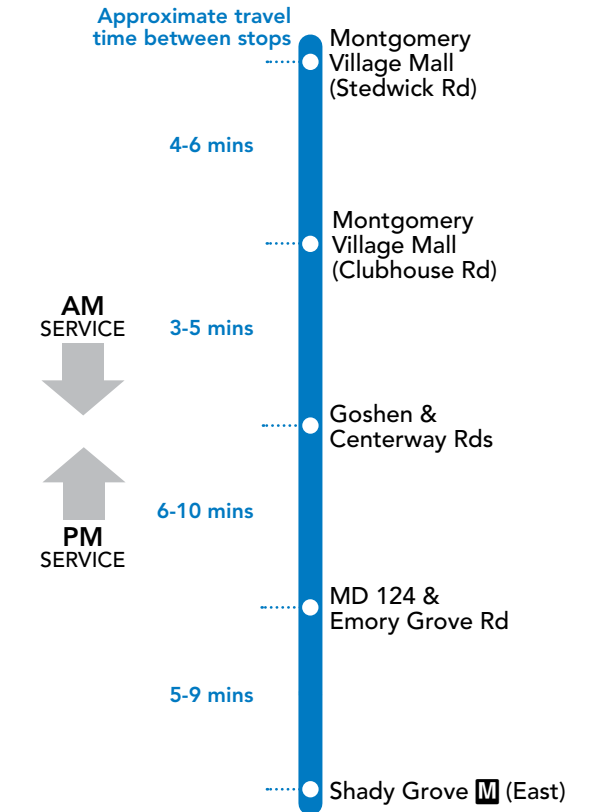 Approximate travel
time between stops
Montgomery
Village Mall
(Stedwick Rd)
4-6 mins
Montgomery
Village Mall
(Clubhouse Rd)
AM
SERVICE
3-5 mins
Goshen &
Centerway Rds
6-10 mins
PM
SERVICE
MD 124 &
Emory Grove Rd
5-9 mins
Shady Grove M (East)